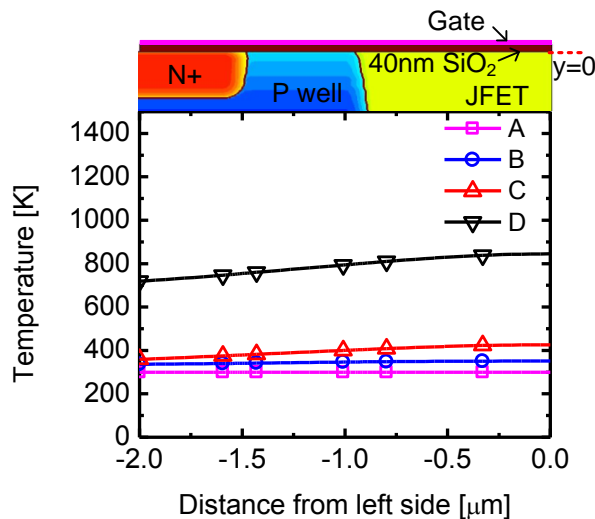 Gate
N+
40nm SiO₂
y=0
P well
JFET
1400
1200
1000
800
600
400
200
0
Temperature [K]
A
B
C
D
-2.0 -1.5 -1.0 -0.5 0.0
Distance from left side [μm]